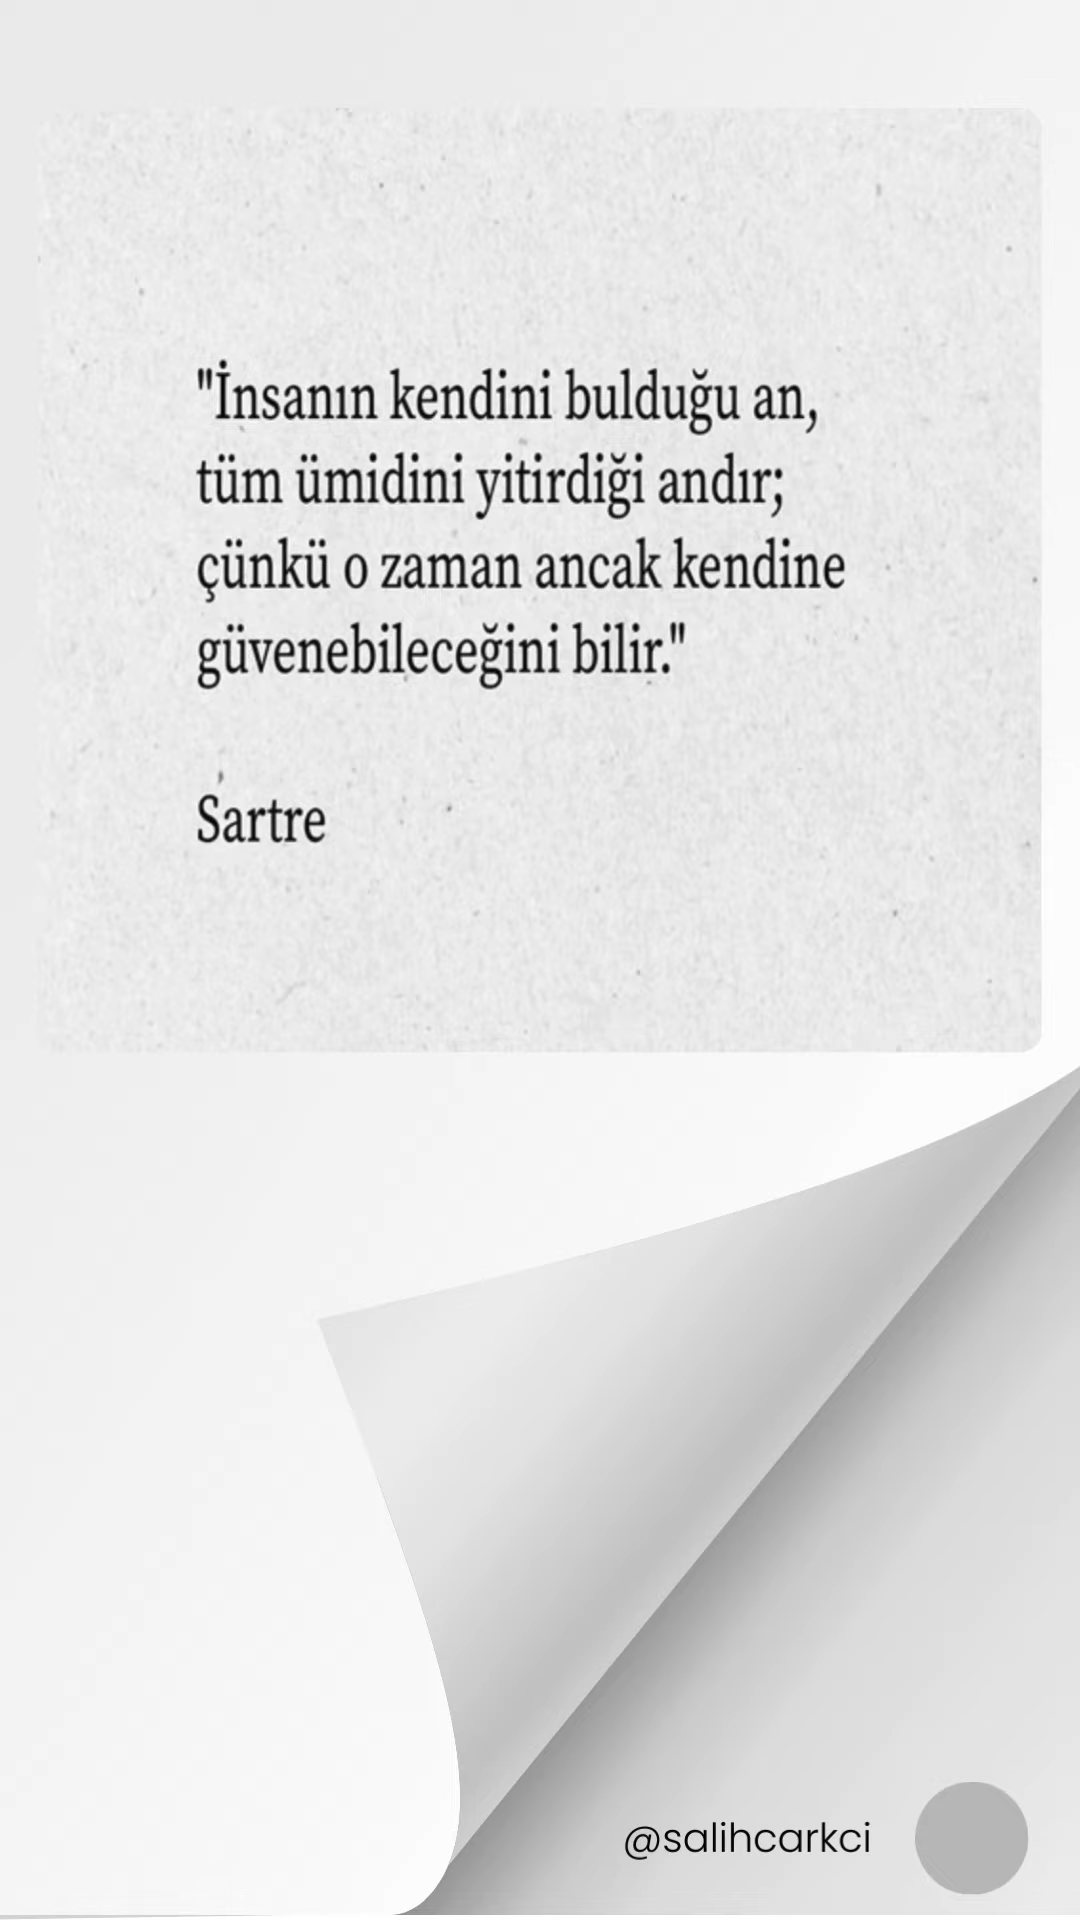 "İnsanın kendini bulduğu an,
tüm ümidini yitirdiği andır;
çünkü o zaman ancak kendine
güvenebileceğini bilir."
Sartre
@salihcarkci